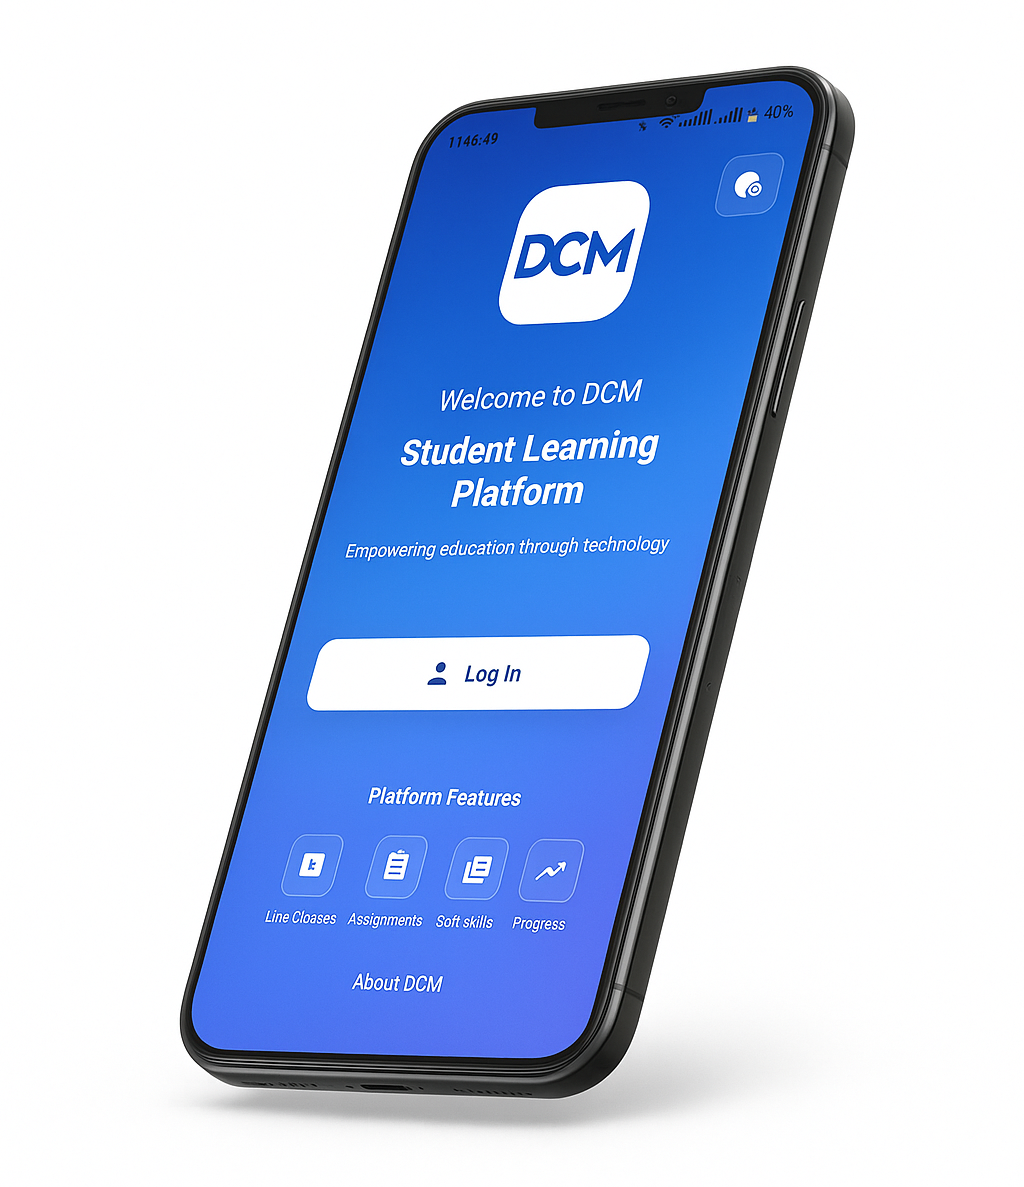 1146:49 40%
DCM
Welcome to DCM
Student Learning
Platform
Empowering education through technology
Log In
Platform Features
Line Cloases Assignments Soft skills Progress
About DCM